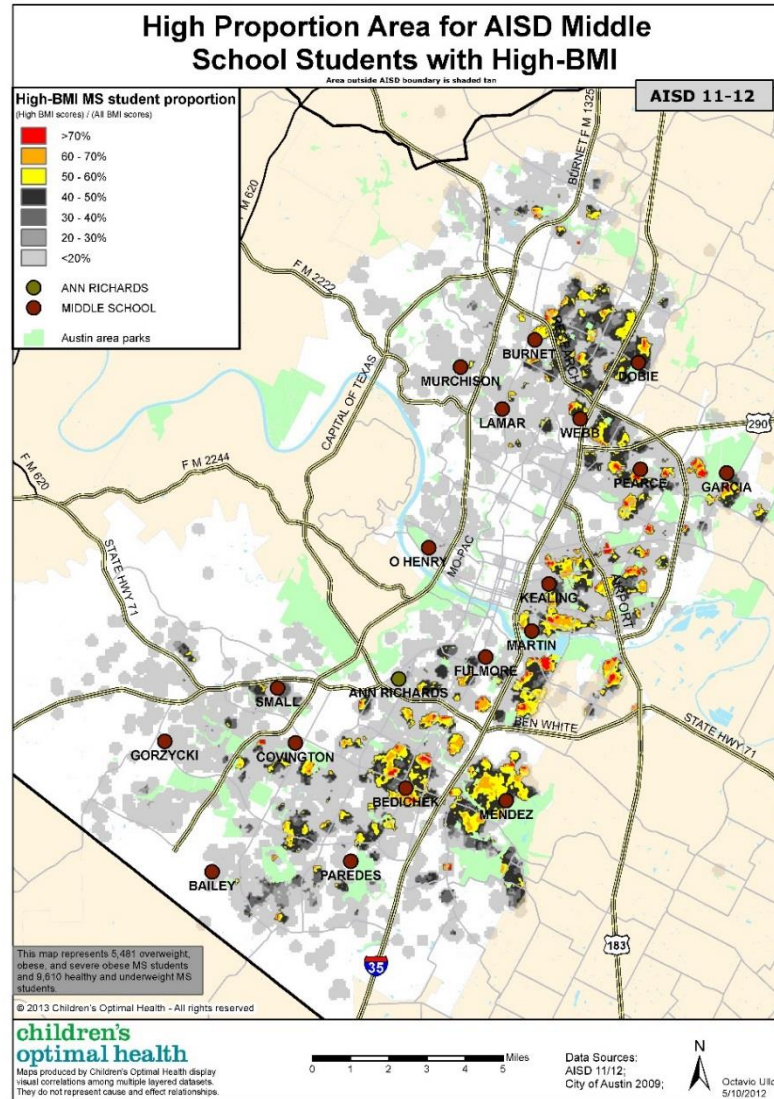 High Proportion Area for AISD Middle
School Students with High-BMI
Area outside AISD boundary is shaded tan
AISD 11-12
High-BMI MS student proportion
(High BMI scores) / (All BMI scores)
>70%
60 - 70%
50 - 60%
40 - 50%
30 - 40%
20 - 30%
<20%
ANN RICHARDS
MIDDLE SCHOOL
Austin area parks
BURNET F M 1325
F M 620
F M 2222
CAPITAL OF TEXAS
BURNET
MURCHISON
DOBIE
LAMAR
WEBB
290
F M 620
F M 2244
PEARCE
GARCIA
STATE HWY 71
O HENRY
MO-PAC
KEALING
AIRPORT
MARTIN
FULMORE
ANN RICHARDS
SMALL
BEN WHITE
STATE HWY 71
GORZYCKI
COVINGTON
BEDICHEK
MENDEZ
PAREDES
BAILEY
183
35
This map represents 5,481 overweight,
obese, and severe obese MS students
and 9,610 healthy and underweight MS
students.
© 2013 Children's Optimal Health - All rights reserved
children's
optimal health
Maps produced by Children's Optimal Health display
visual correlations among multiple layered datasets.
They do not represent cause and effect relationships.
0 1 2 3 4 5 Miles
Data Sources:
AISD 11/12;
City of Austin 2009;
N
Octavio Ullo
5/10/2012